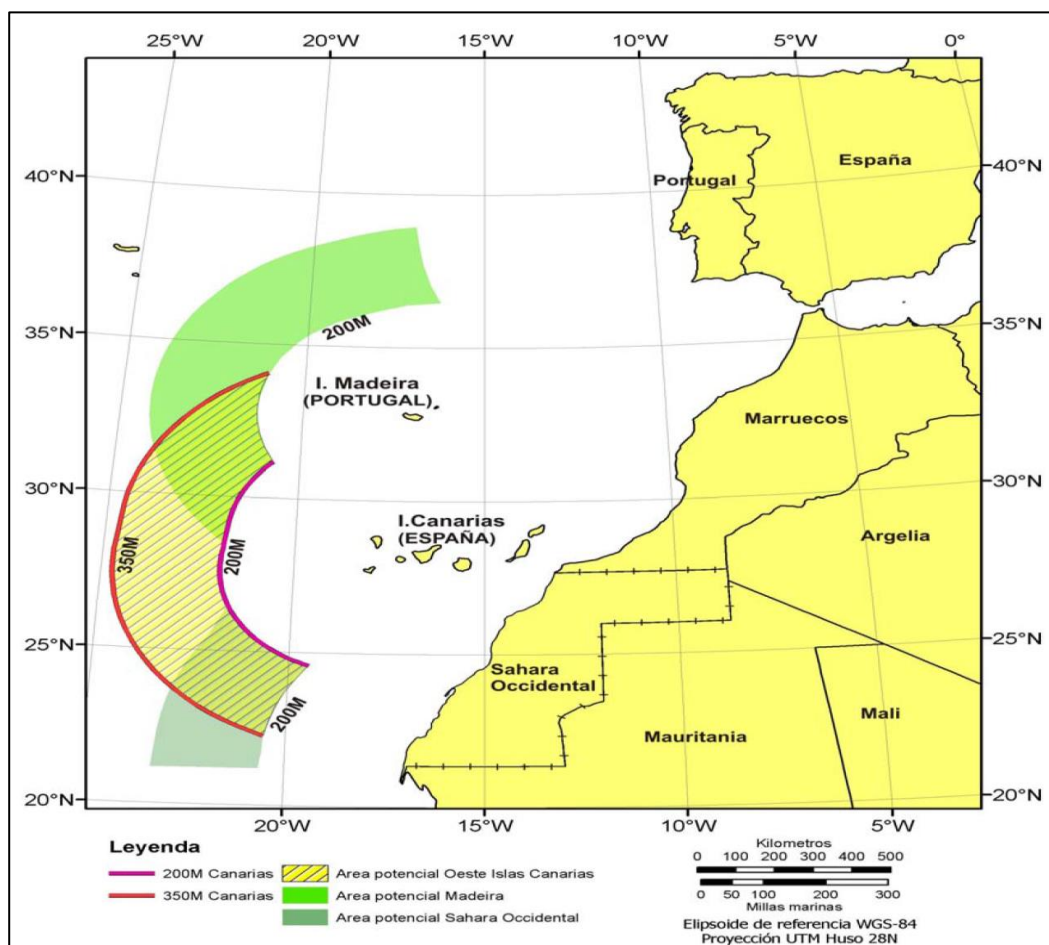 25°W 20°W 15°W 10°W 5°W 0°
40°N
España
Portugal
40°N
35°N
200M
35°N
I. Madeira
(PORTUGAL)
Marruecos
30°N
30°N
I.Canarias
(ESPAÑA)
Argelia
350M
200M
25°N
25°N
Sahara
Occidental
200M
Mali
Mauritania
20°N
20°N
20°W 15°W 10°W 5°W
Leyenda
200M Canarias
350M Canarias
Area potencial Oeste Islas Canarias
Area potencial Madeira
Area potencial Sahara Occidental
Kilometros
0 100 200 300 400 500
0 50 100 200 300
Millas marinas
Elipsoide de referencia WGS-84
Proyección UTM Huso 28N